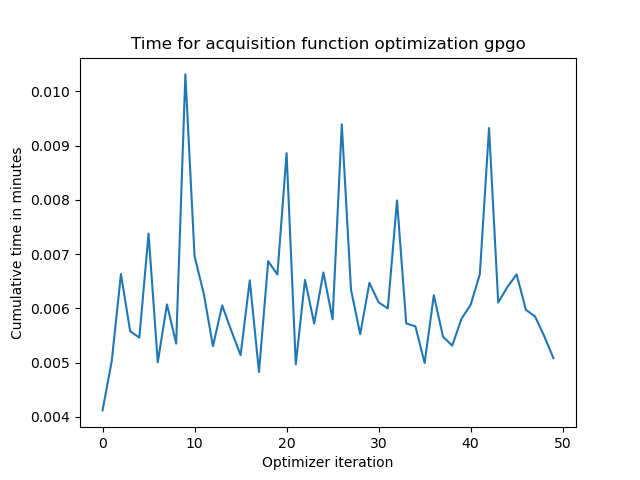 Time for acquisition function optimization gpgo
0.010
0.009
0.008
0.007
0.006
0.005
0.004
Cumulative time in minutes
0 10 20 30 40 50
Optimizer iteration